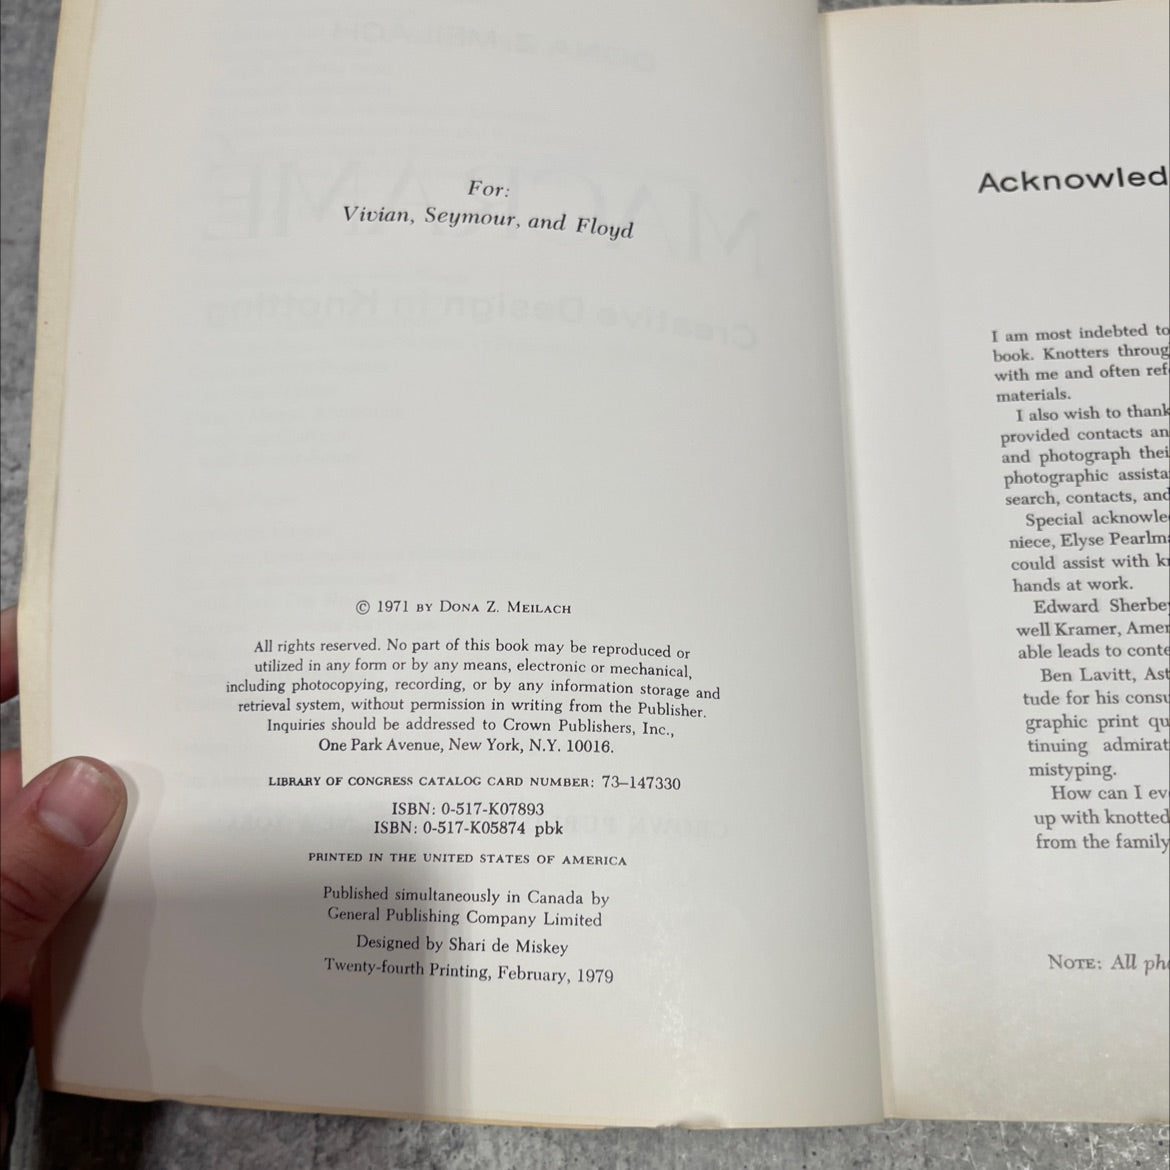 For:
Vivian, Seymour, and Floyd
© 1971 BY DONA Z. MEILACH
All rights reserved. No part of this book may be reproduced or
utilized in any form or by any means, electronic or mechanical,
including photocopying, recording, or by any information storage and
retrieval system, without permission in writing from the Publisher.
Inquiries should be addressed to Crown Publishers, Inc.,
One Park Avenue, New York, N.Y. 10016.
LIBRARY OF CONGRESS CATALOG CARD NUMBER: 73–147330
ISBN: 0-517-K07893
ISBN: 0-517-K05874 pbk
PRINTED IN THE UNITED STATES OF AMERICA
Published simultaneously in Canada by
General Publishing Company Limited
Designed by Shari de Miskey
Twenty-fourth Printing, February, 1979
Acknowled
I am most indebted to
book. Knotters throug
with me and often ref
materials.
I also wish to thank
provided contacts an
and photograph thei
photographic assista
search, contacts, and
Special acknowle
niece, Elyse Pearlm
could assist with k
hands at work.
Edward Sherbe
well Kramer, Amer
able leads to conte
Ben Lavitt, Ast
tude for his consu
graphic print qu
tinuing admirat
mistyping.
How can I ev
up with knotted
from the family
NOTE: All pho